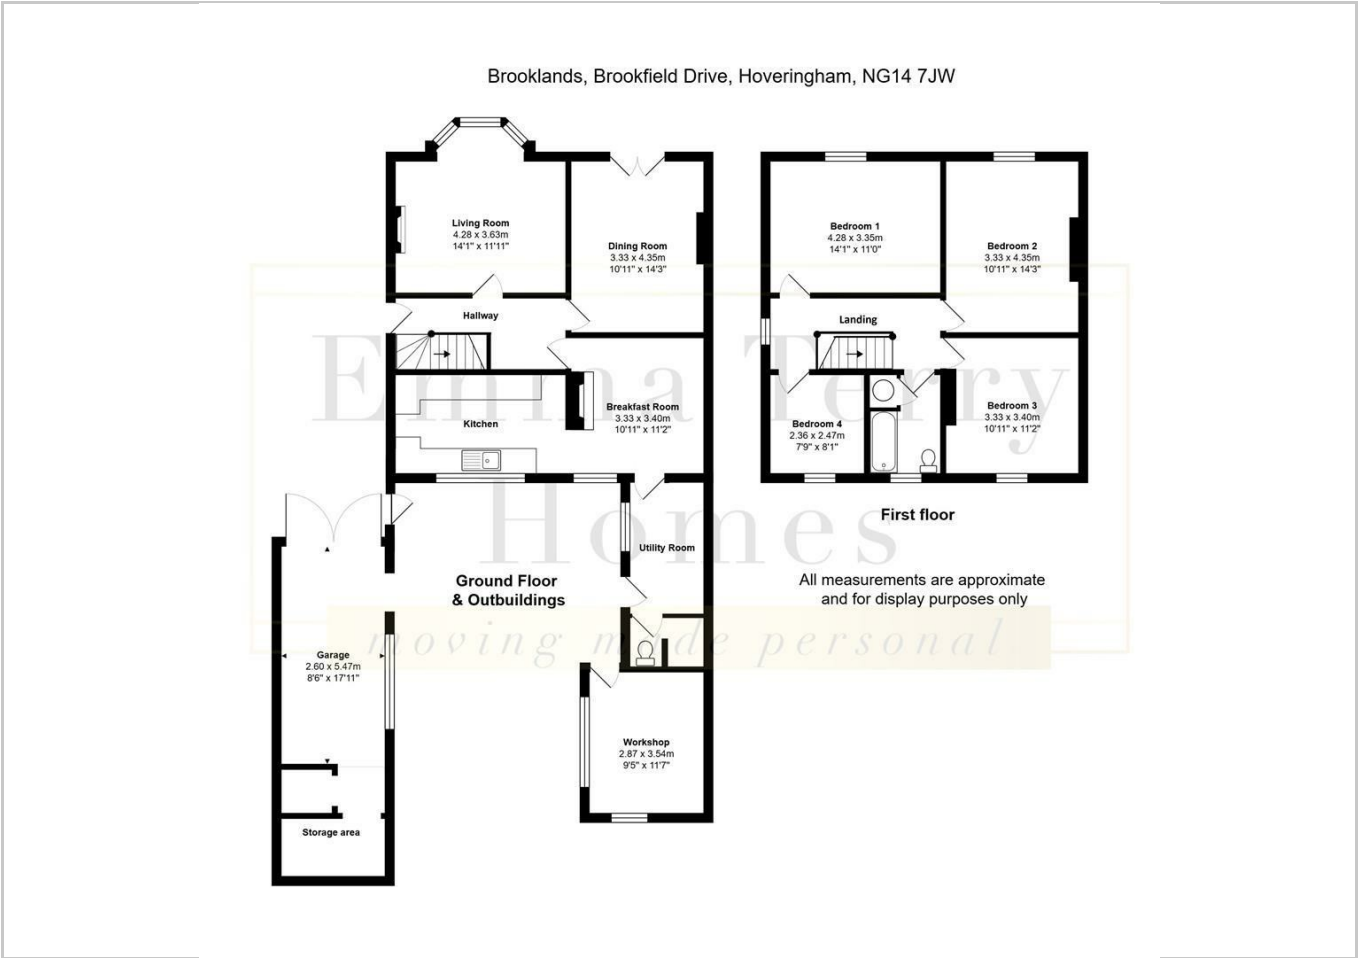 Brooklands, Brookfield Drive, Hoveringham, NG14 7JW
Living Room
4.28 x 3.63m
14'1" x 11'11"
Dining Room
3.33 x 4.35m
10'11" x 14'3"
Hallway
Breakfast Room
3.33 x 3.40m
10'11" x 11'2"
Kitchen
Utility Room
Ground Floor
& Outbuildings
Garage
2.60 x 5.47m
8'6" x 17'11"
Workshop
2.87 x 3.54m
9'5" x 11'7"
Storage area
Bedroom 1
4.28 x 3.35m
14'1" x 11'0"
Bedroom 2
3.33 x 4.35m
10'11" x 14'3"
Landing
Bedroom 3
3.33 x 3.40m
10'11" x 11'2"
Bedroom 4
2.36 x 2.47m
7'9" x 8'1"
First floor
All measurements are approximate
and for display purposes only
Emma Terry
Homes
moving made personal